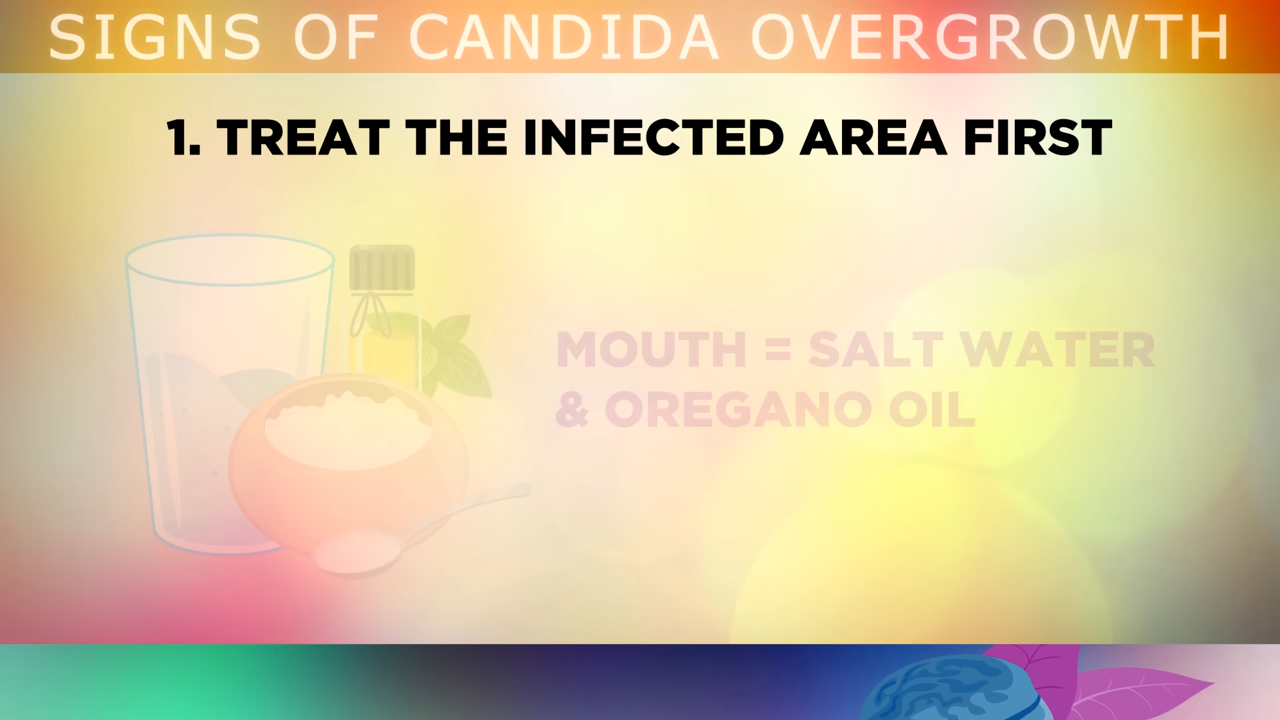 SIGNS OF CANDIDA OVERGROWTH
1. TREAT THE INFECTED AREA FIRST
MOUTH = SALT WATER
& OREGANO OIL